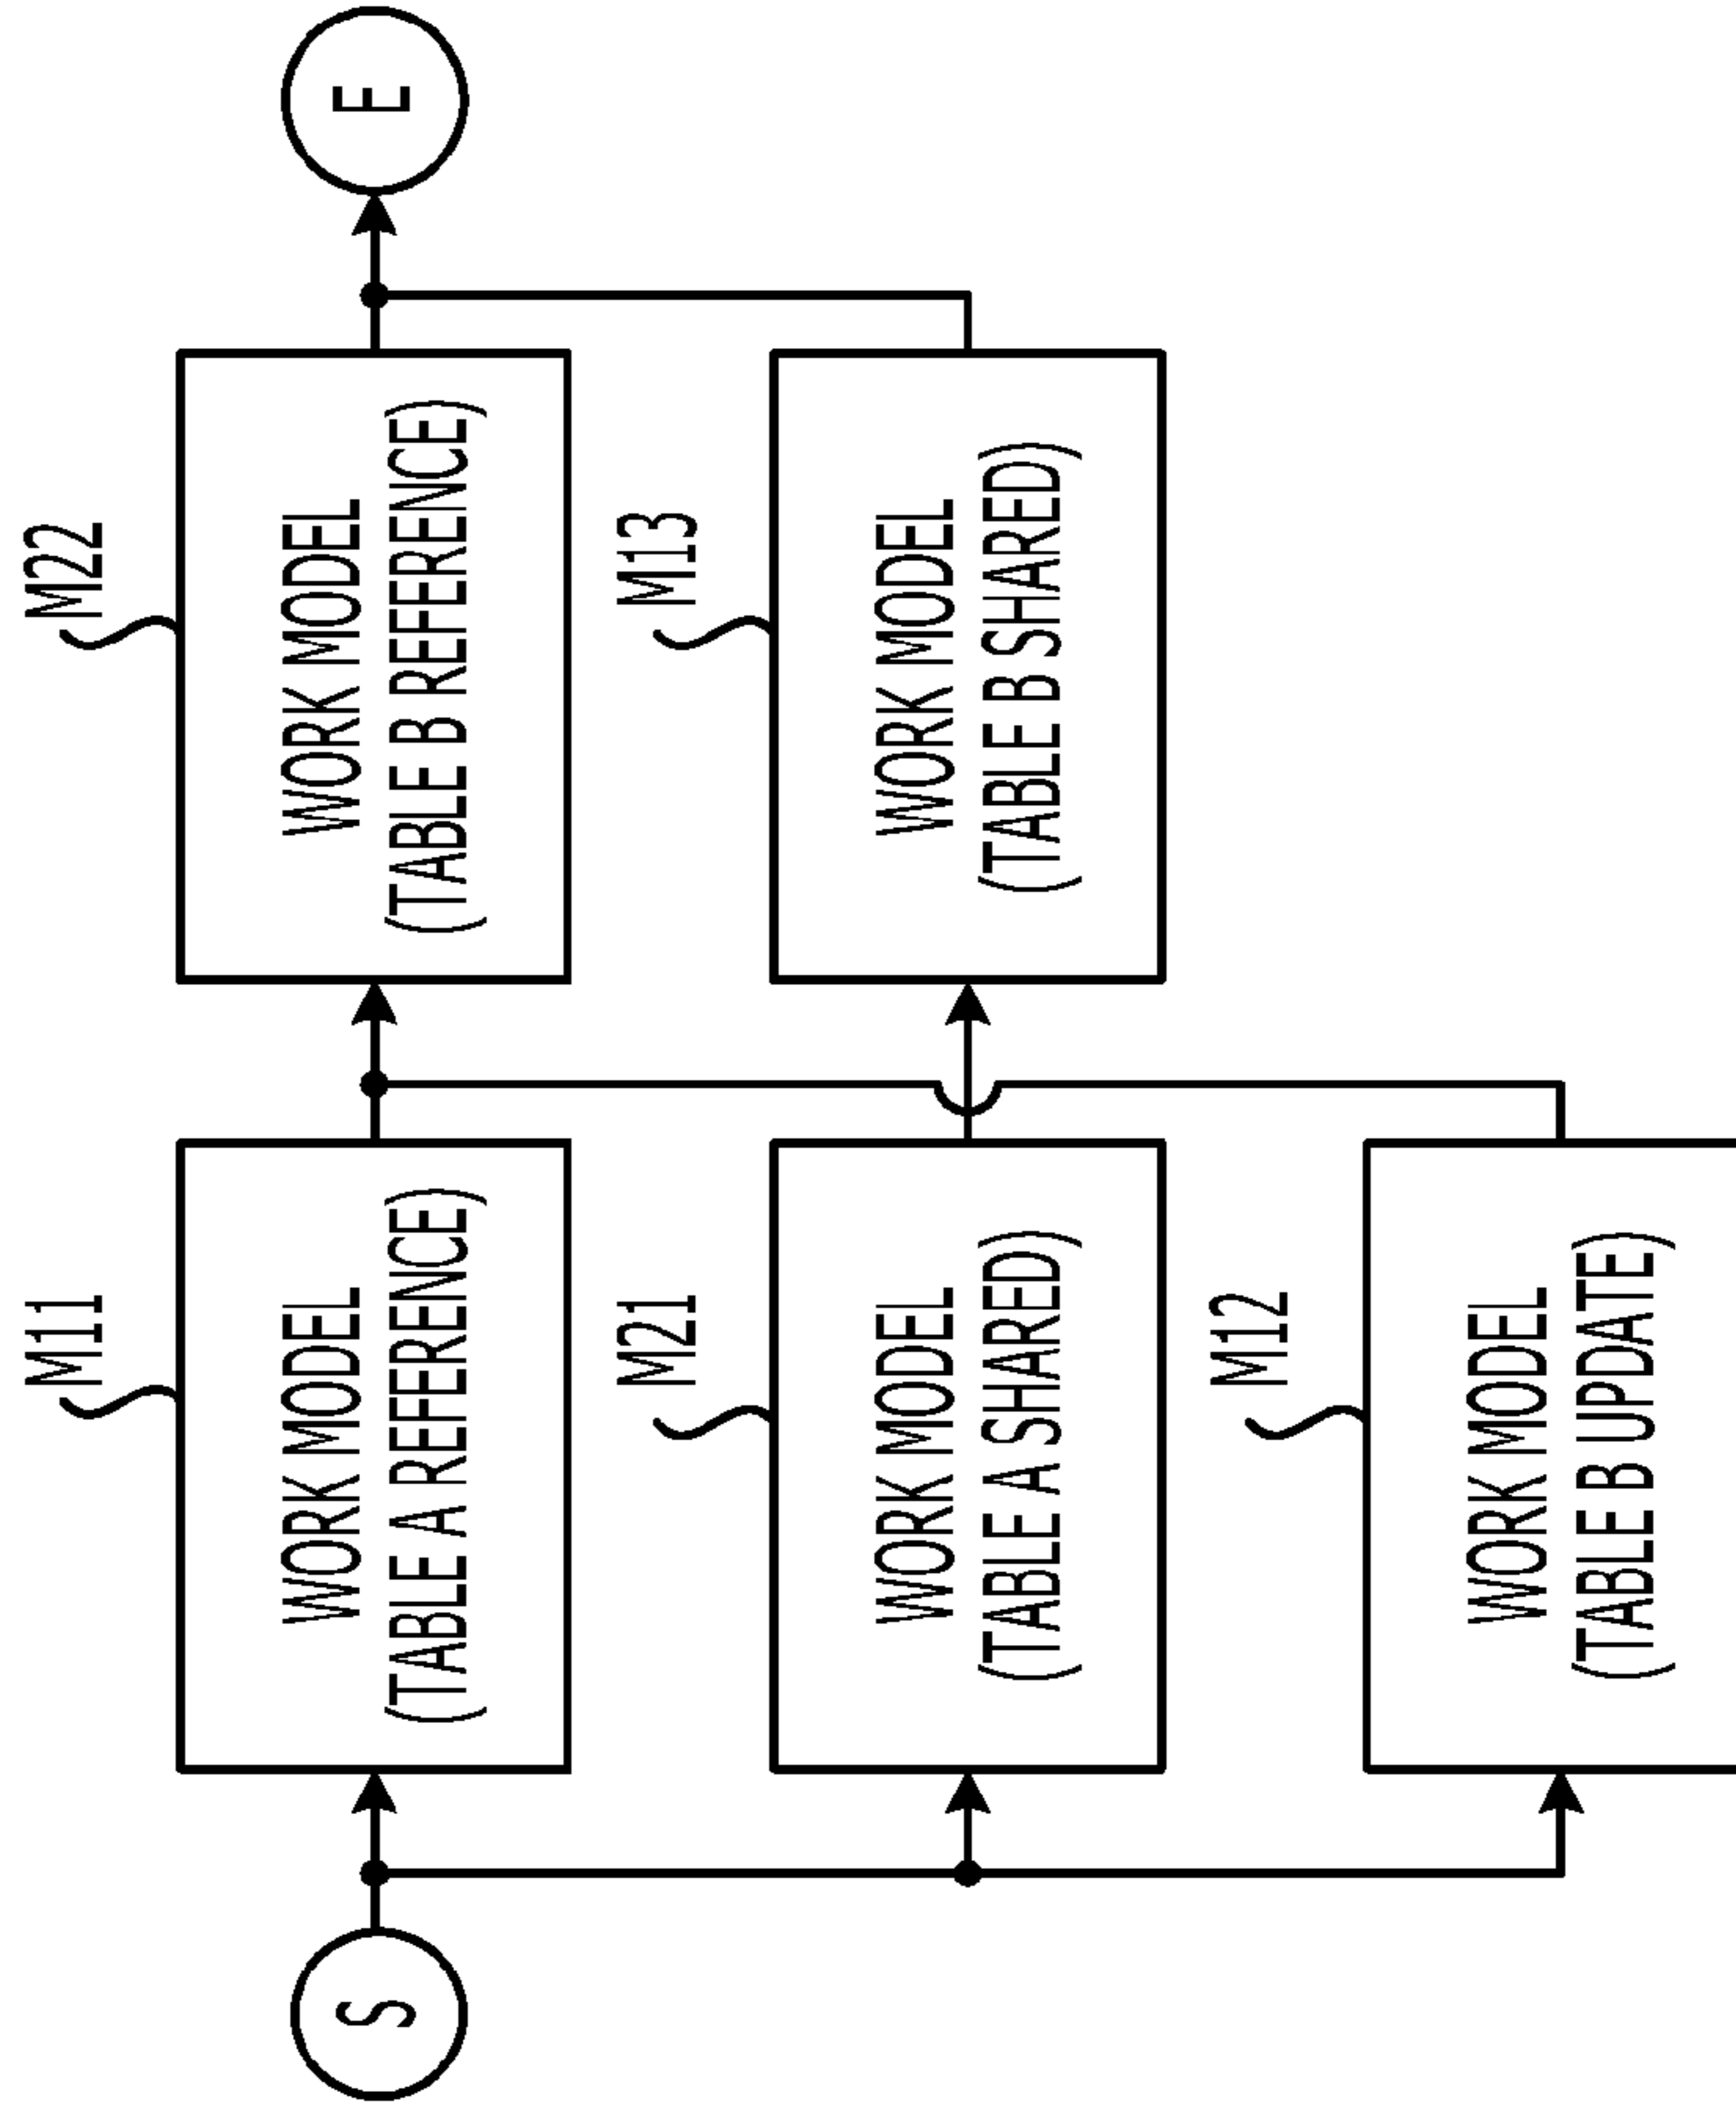 S
M11
WORK MODEL
(TABLE A REFERENCE)
M22
WORK MODEL
(TABLE B REFERENCE)
E
M21
WORK MODEL
(TABLE A SHARED)
M13
WORK MODEL
(TABLE B SHARED)
M12
WORK MODEL
(TABLE B UPDATE)